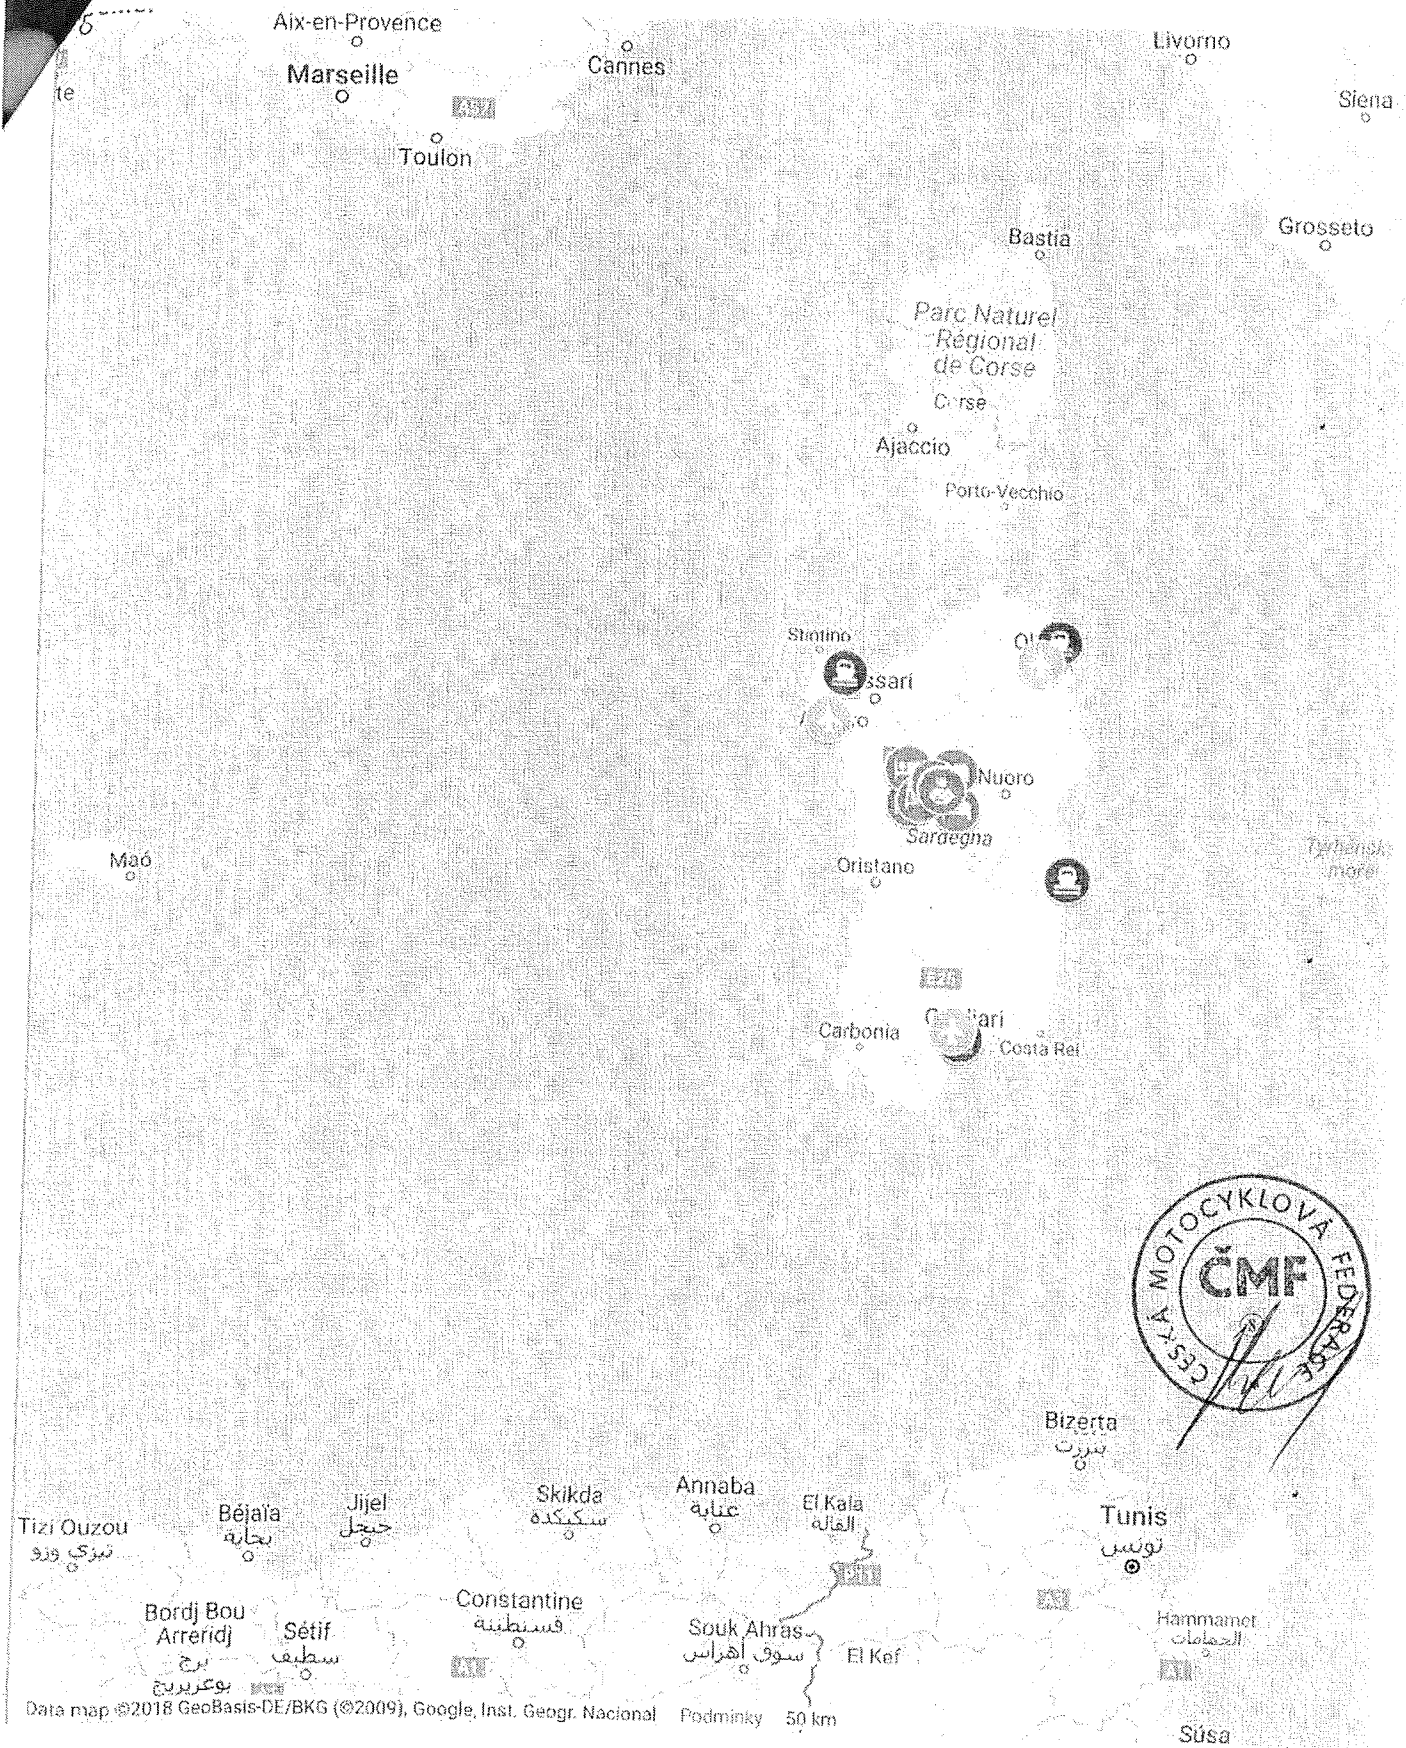 Aix-en-Provence
Marseille
Cannes
Livorno
te
Siena
Toulon
Grosseto
Bastia
Parc Naturel
Régional
de Corse
Ajaccio
Porto-Vecchio
Stintino
ssari
Nuoro
Sardegna
Maó
Oristano
Carbonia
Costa Rei
ČESKÁ MOTOCYKLOVÁ FEDERACE
ČMF
Bizerta
بنزرت
Annaba
عنابة
Skikda
سكيكدة
El Kala
القالة
Jijel
جيجل
Béjaïa
بجاية
Tizi Ouzou
تيزي وزو
Tunis
تونس
Constantine
قسنطينة
Bordj Bou
Arreridj
برج
بوعريريج
Sétif
سطيف
Souk Ahras
سوق أهراس
El Kef
Hammamet
الحمامات
Data map ©2018 GeoBasis-DE/BKG (©2009), Google, Inst. Geogr. Nacional Podmínky 50 km
Súsa